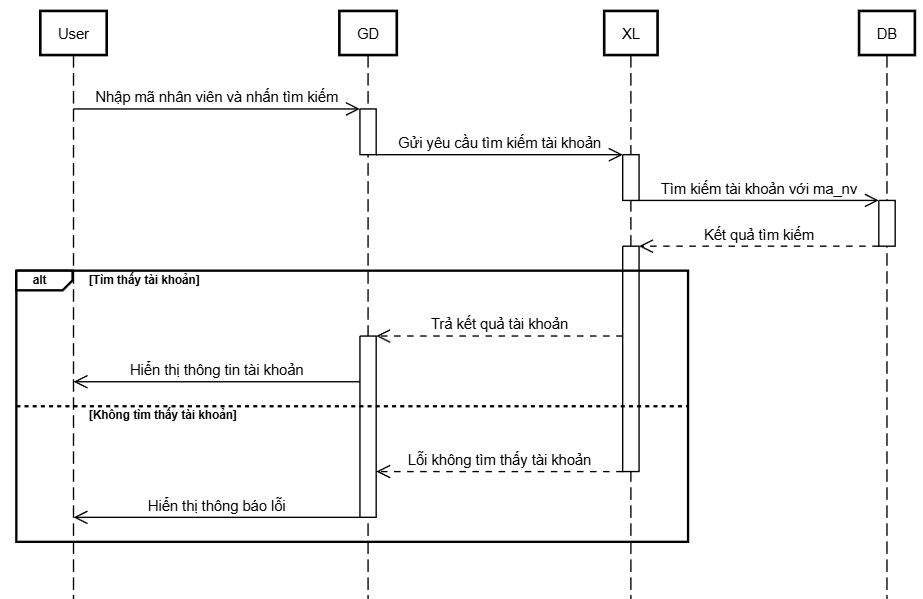 User
GD
XL
DB
Nhập mã nhân viên và nhấn tìm kiếm
Gửi yêu cầu tìm kiếm tài khoản
Tìm kiếm tài khoản với ma_nv
Kết quả tìm kiếm
alt
[Tìm thấy tài khoản]
Trả kết quả tài khoản
Hiển thị thông tin tài khoản
[Không tìm thấy tài khoản]
Lỗi không tìm thấy tài khoản
Hiển thị thông báo lỗi